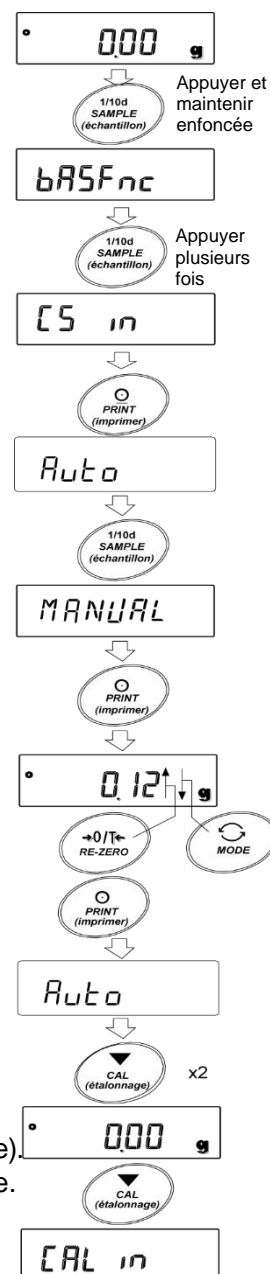 0.00 g
Appuyer et
maintenir
enfoncée
1/10d
SAMPLE
(échantillon)
bASFnc
Appuyer
plusieurs
fois
1/10d
SAMPLE
(échantillon)
CS in
PRINT
(imprimer)
Auto
1/10d
SAMPLE
(échantillon)
MANUAL
PRINT
(imprimer)
0.12 g
→0/T←
RE-ZERO
MODE
PRINT
(imprimer)
Auto
CAL
(étalonnage)
x2
0.00 g
e).
e.
CAL
(étalonnage)
CAL in